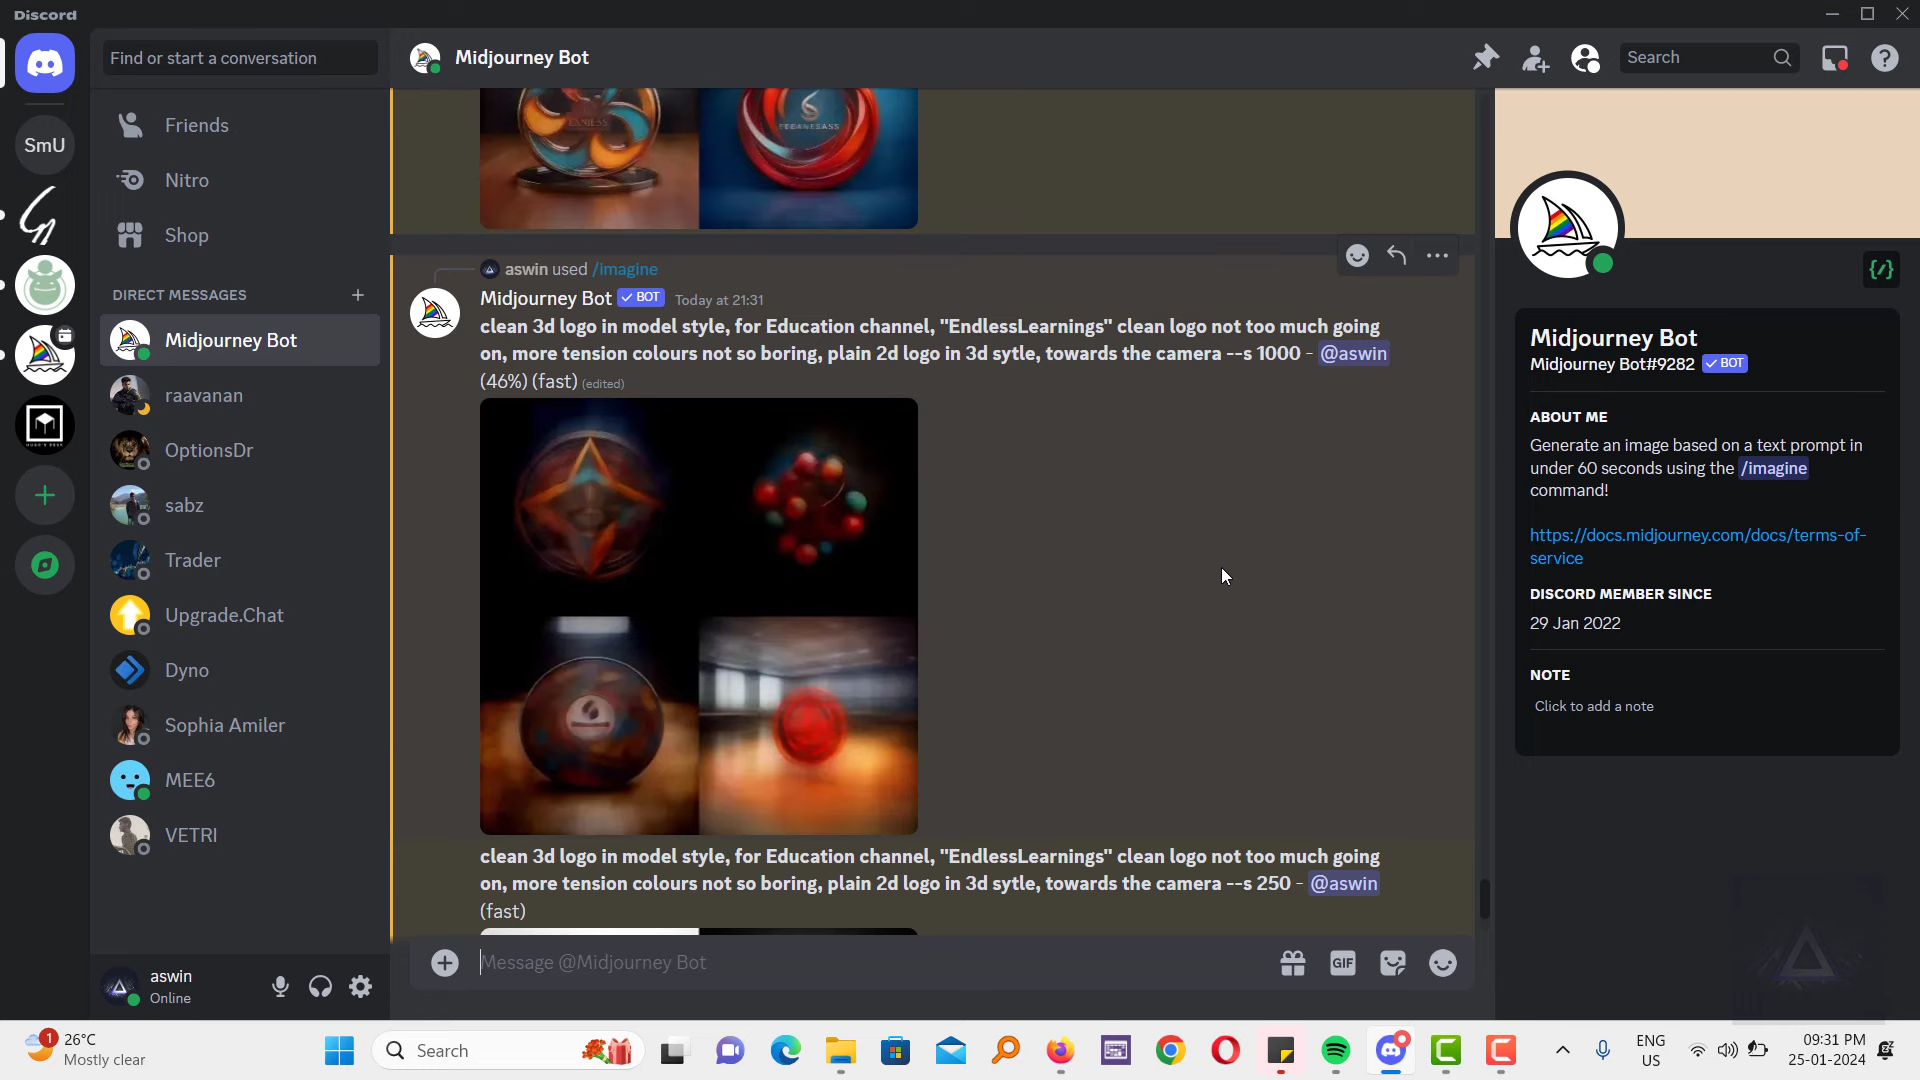 Discord
Find or start a conversation
Midjourney Bot
Search
SmU
Friends
Nitro
Shop
DIRECT MESSAGES
Midjourney Bot
raavanan
OptionsDr
sabz
Trader
Upgrade.Chat
Dyno
Sophia Amiler
MEE6
VETRI
aswin
Online
aswin used /imagine
Midjourney Bot BOT Today at 21:31
clean 3d logo in model style, for Education channel, "EndlessLearnings" clean logo not too much going
on, more tension colours not so boring, plain 2d logo in 3d sytle, towards the camera --s 1000 - @aswin
(46%) (fast) (edited)
clean 3d logo in model style, for Education channel, "EndlessLearnings" clean logo not too much going
on, more tension colours not so boring, plain 2d logo in 3d sytle, towards the camera --s 250 - @aswin
(fast)
Message @Midjourney Bot
GIF
Midjourney Bot
Midjourney Bot#9282 BOT
ABOUT ME
Generate an image based on a text prompt in
under 60 seconds using the /imagine
command!
https://docs.midjourney.com/docs/terms-of-
service
DISCORD MEMBER SINCE
29 Jan 2022
NOTE
Click to add a note
1
26°C
Mostly clear
Search
ENG
US
09:31 PM
25-01-2024